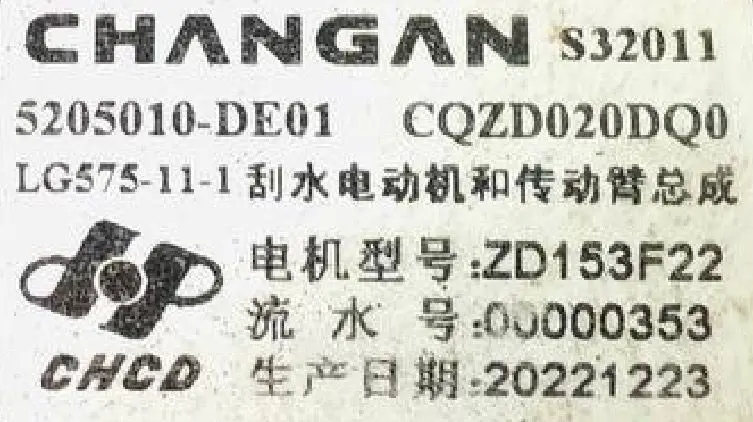 CHANGAN S32011
5205010-DE01 CQZD020DQ0
LG575-11-1 刮水电动机和传动臂总成
电机型号:ZD153F22
流水号:00000353
CHCD 生产日期:20221223